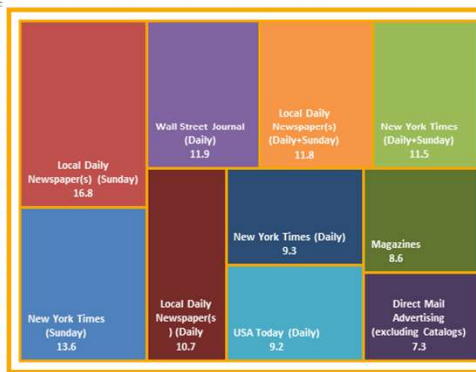 Local Daily
Newspaper(s) (Sunday)
16.8
Wall Street Journal
(Daily)
11.9
Local Daily
Newspaper(s)
(Daily+Sunday)
11.8
New York Times
(Daily+Sunday)
11.5
New York Times
(Sunday)
13.6
Local Daily
Newspaper(s
) (Daily
10.7
New York Times (Daily)
9.3
USA Today (Daily)
9.2
Magazines
8.6
Direct Mail
Advertising
(excluding Catalogs)
7.3